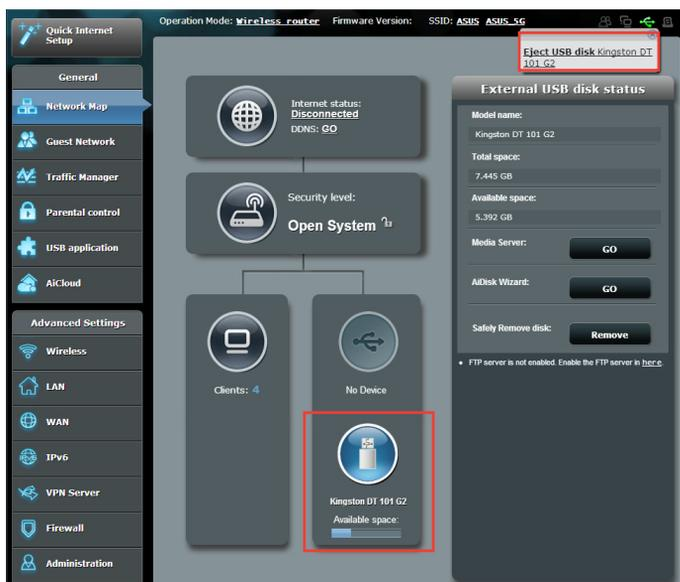 Quick Internet
Setup
Operation Mode: Wireless router Firmware Version: SSID: ASUS ASUS_5G
Eject USB disk Kingston DT
101 G2
General
Network Map
Guest Network
Traffic Manager
Parental control
USB application
AiCloud
Advanced Settings
Wireless
LAN
WAN
IPv6
VPN Server
Firewall
Administration
Internet status:
Disconnected
DDNS: GO
Security level:
Open System
Clients: 4
No Device
Kingston DT 101 G2
Available space:
External USB disk status
Model name:
Kingston DT 101 G2
Total space:
7.445 GB
Available space:
5.392 GB
Media Server: GO
AiDisk Wizard: GO
Safely Remove disk: Remove
• FTP server is not enabled. Enable the FTP server in here.